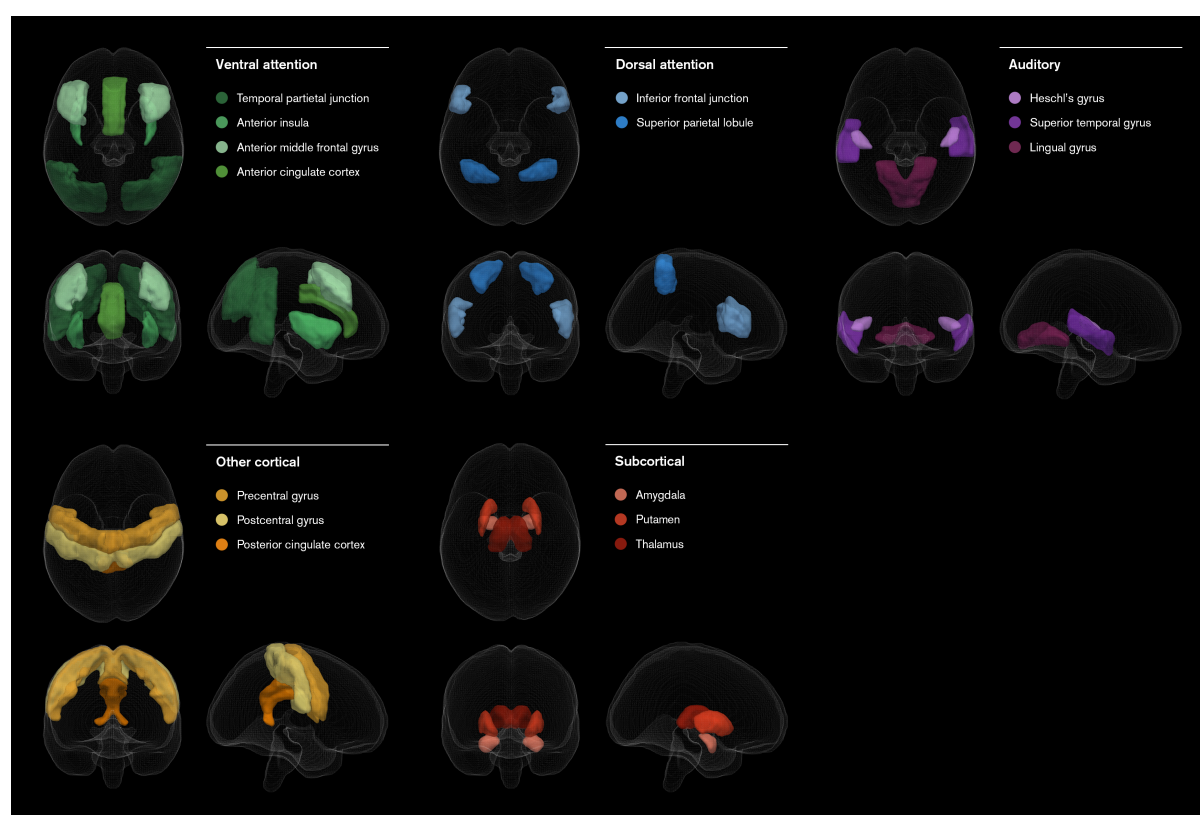 Ventral attention
Temporal partietal junction
Anterior insula
Anterior middle frontal gyrus
Anterior cingulate cortex
Dorsal attention
Inferior frontal junction
Superior parietal lobule
Auditory
Heschl's gyrus
Superior temporal gyrus
Lingual gyrus
Other cortical
Precentral gyrus
Postcentral gyrus
Posterior cingulate cortex
Subcortical
Amygdala
Putamen
Thalamus